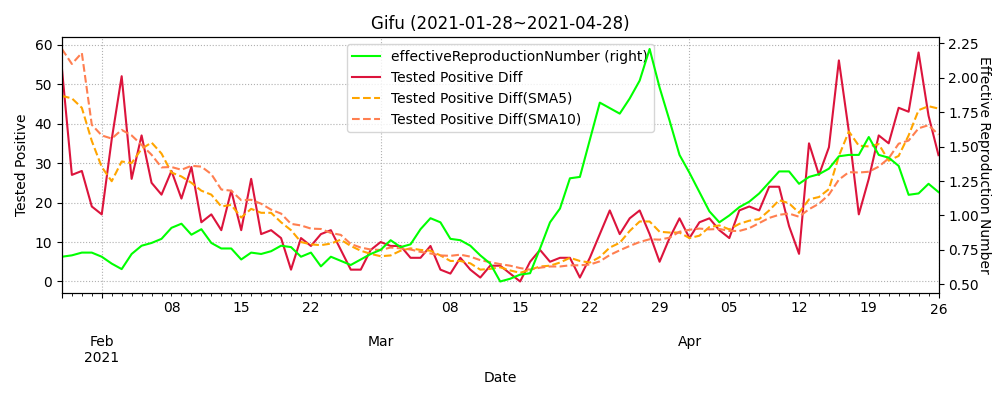 Gifu (2021-01-28~2021-04-28)
effectiveReproductionNumber (right)
Tested Positive Diff
Tested Positive Diff(SMA5)
Tested Positive Diff(SMA10)
Tested Positive
60
50
40
30
20
10
0
Effective Reproduction Number
2.25
2.00
1.75
1.50
1.25
1.00
0.75
0.50
08 15 22 08 15 22 29 05 12 19 26
Feb Mar Apr
2021
Date